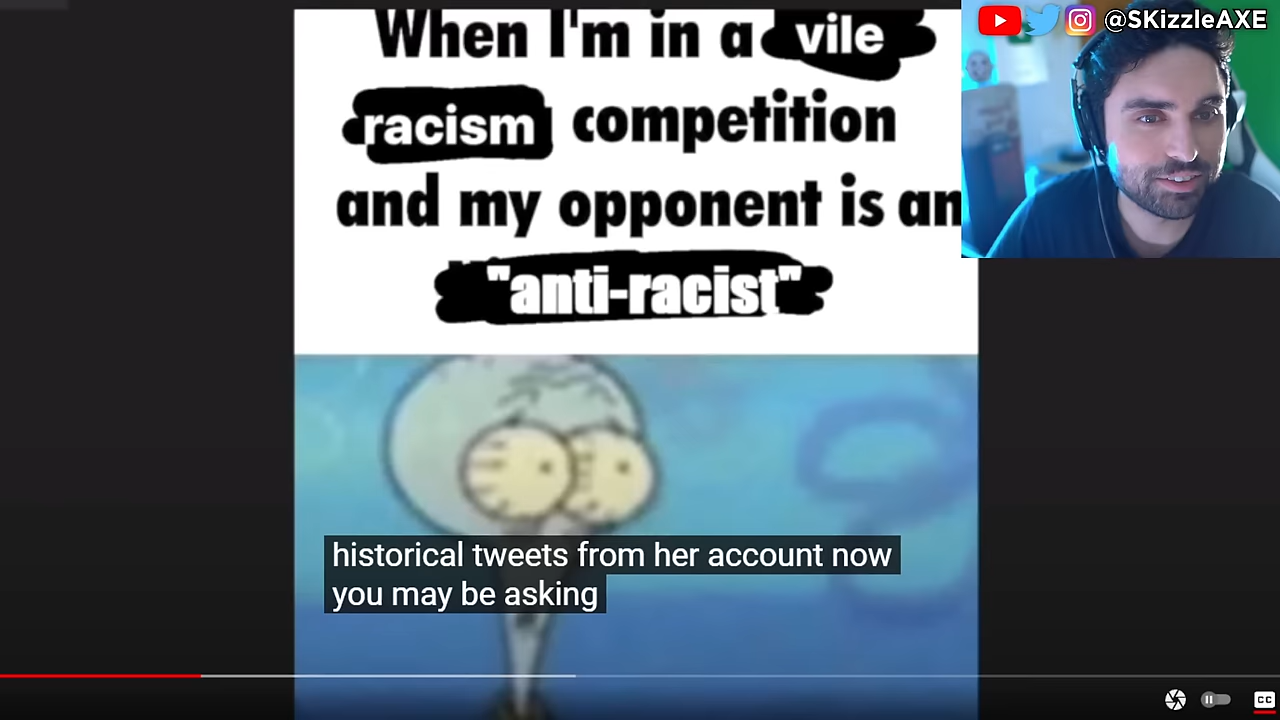 When I'm in a vile
racism competition
and my opponent is an
"anti-racist"
@SKizzleAXE
historical tweets from her account now
you may be asking
CC